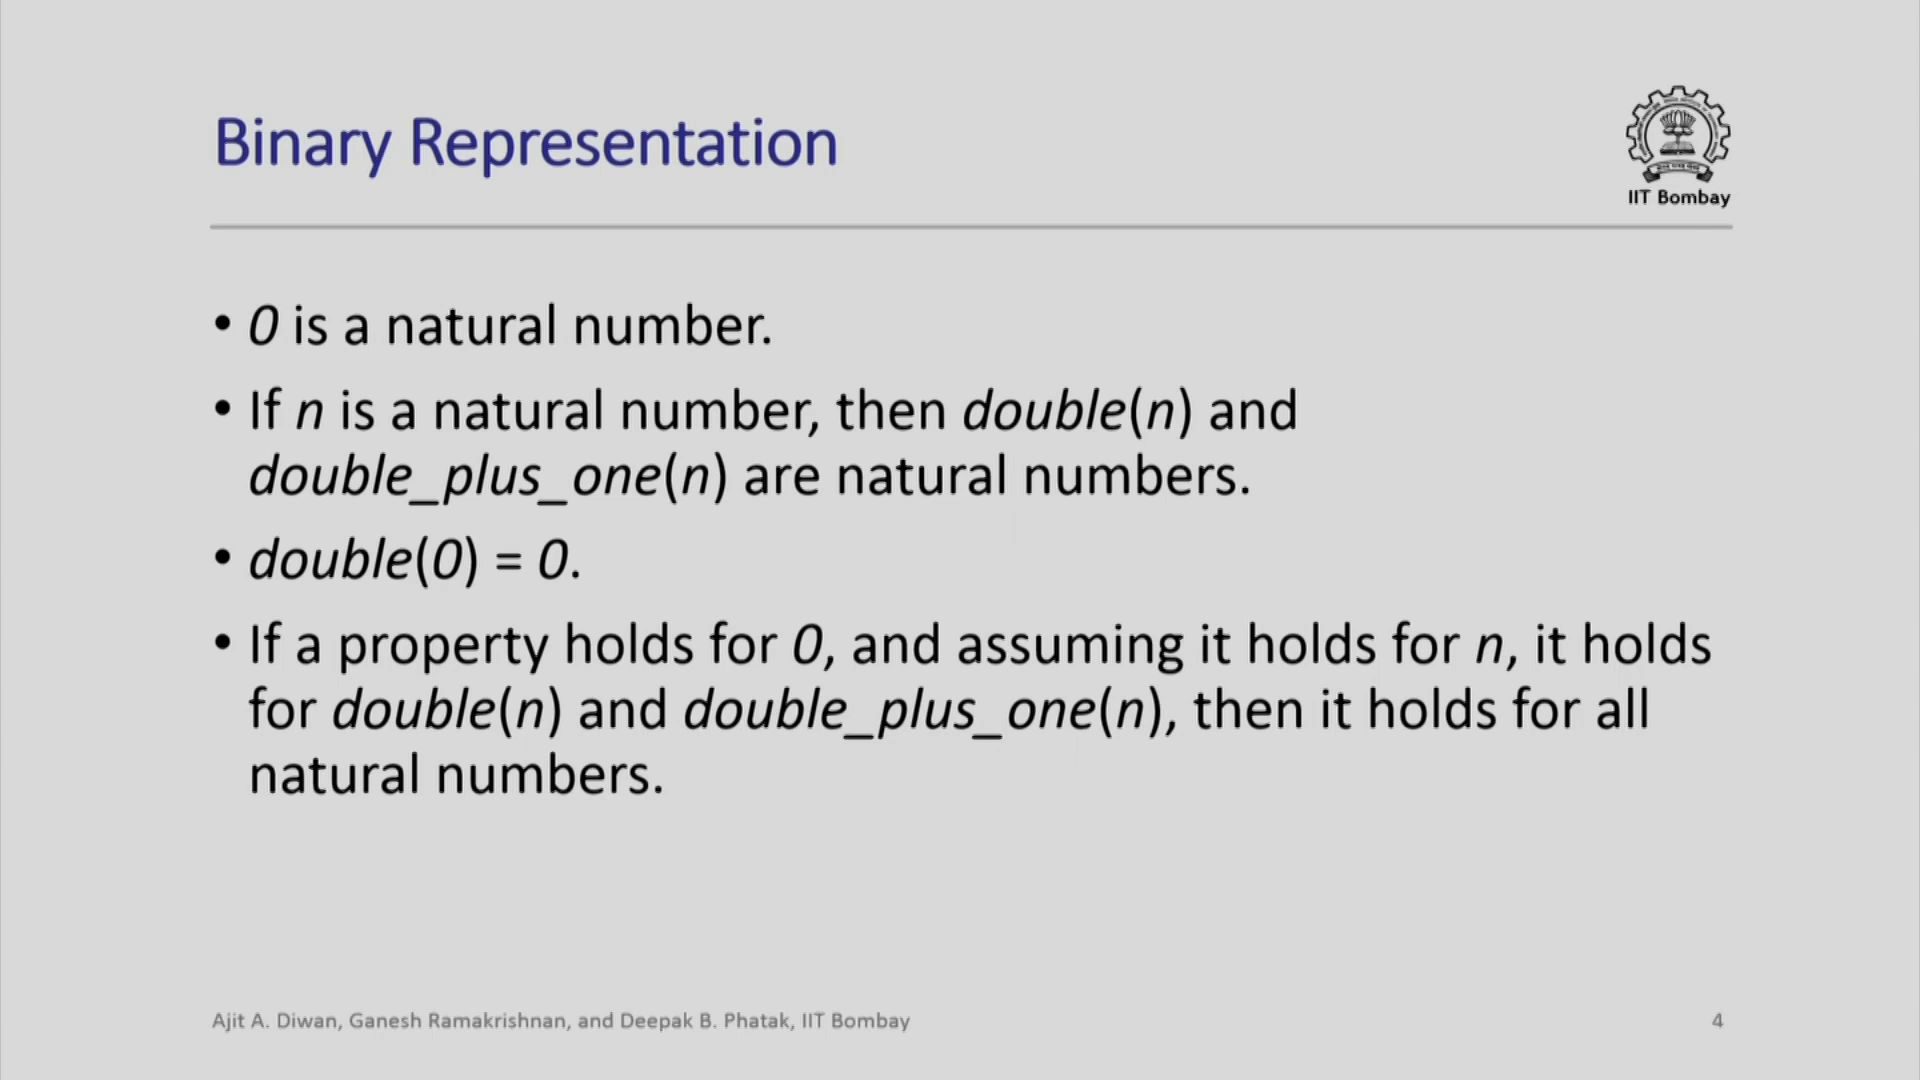 Binary Representation
IIT Bombay
• 0 is a natural number.
• If n is a natural number, then double(n) and
double_plus_one(n) are natural numbers.
• double(0) = 0.
• If a property holds for 0, and assuming it holds for n, it holds
for double(n) and double_plus_one(n), then it holds for all
natural numbers.
Ajit A. Diwan, Ganesh Ramakrishnan, and Deepak B. Phatak, IIT Bombay
4